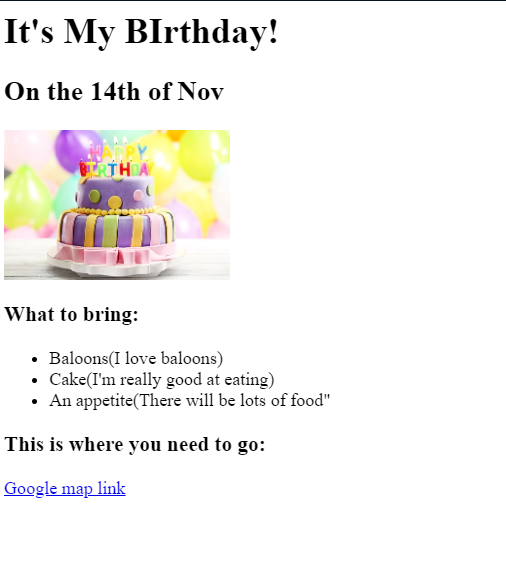 It's My BIrthday!
On the 14th of Nov
HAPPY
BIRTHDAY
What to bring:
Baloons(I love baloons)
Cake(I'm really good at eating)
An appetite(There will be lots of food"
This is where you need to go:
Google map link